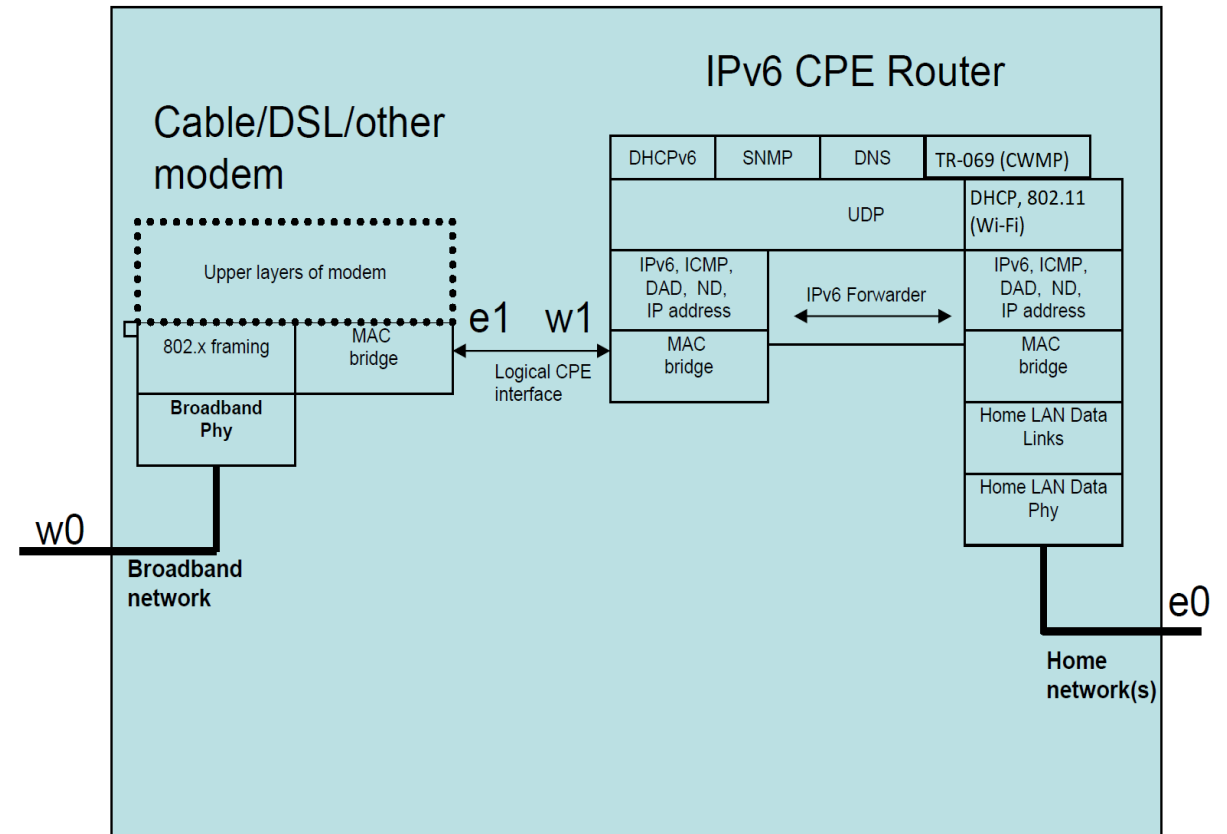 IPv6 CPE Router
Cable/DSL/other
modem
DHCPv6
SNMP
DNS
TR-069 (CWMP)
UDP
DHCP, 802.11
(Wi-Fi)
Upper layers of modem
IPv6, ICMP,
DAD, ND,
IP address
IPv6 Forwarder
IPv6, ICMP,
DAD, ND,
IP address
802.x framing
MAC
bridge
e1
w1
Logical CPE
interface
MAC
bridge
MAC
bridge
Broadband
Phy
Home LAN Data
Links
Home LAN Data
Phy
w0
Broadband
network
e0
Home
network(s)